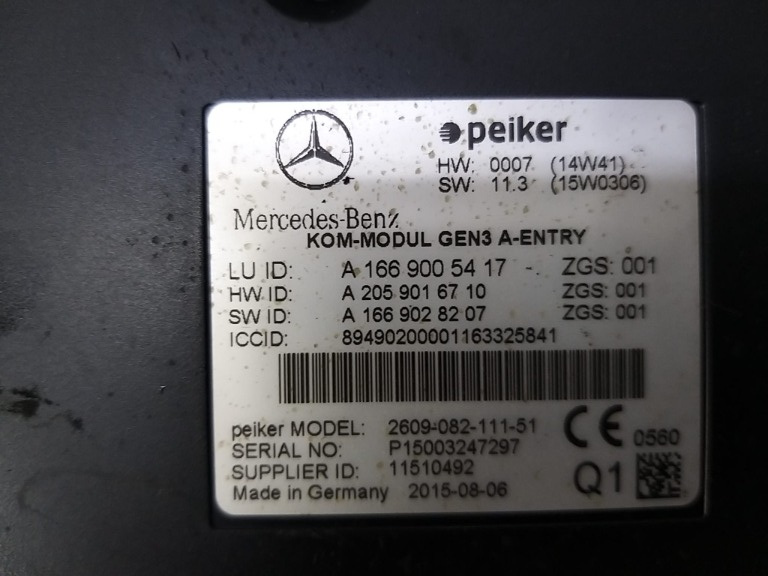 peiker
HW: 0007 (14W41)
SW: 11.3 (15W0306)
Mercedes-Benz
KOM-MODUL GEN3 A-ENTRY
LU ID: A 166 900 54 17 ZGS: 001
HW ID: A 205 901 67 10 ZGS: 001
SW ID: A 166 902 82 07 ZGS: 001
ICCID: 89490200001163325841
peiker MODEL: 2609-082-111-51
SERIAL NO: P15003247297
SUPPLIER ID: 11510492
Made in Germany 2015-08-06
CE 0560
Q1